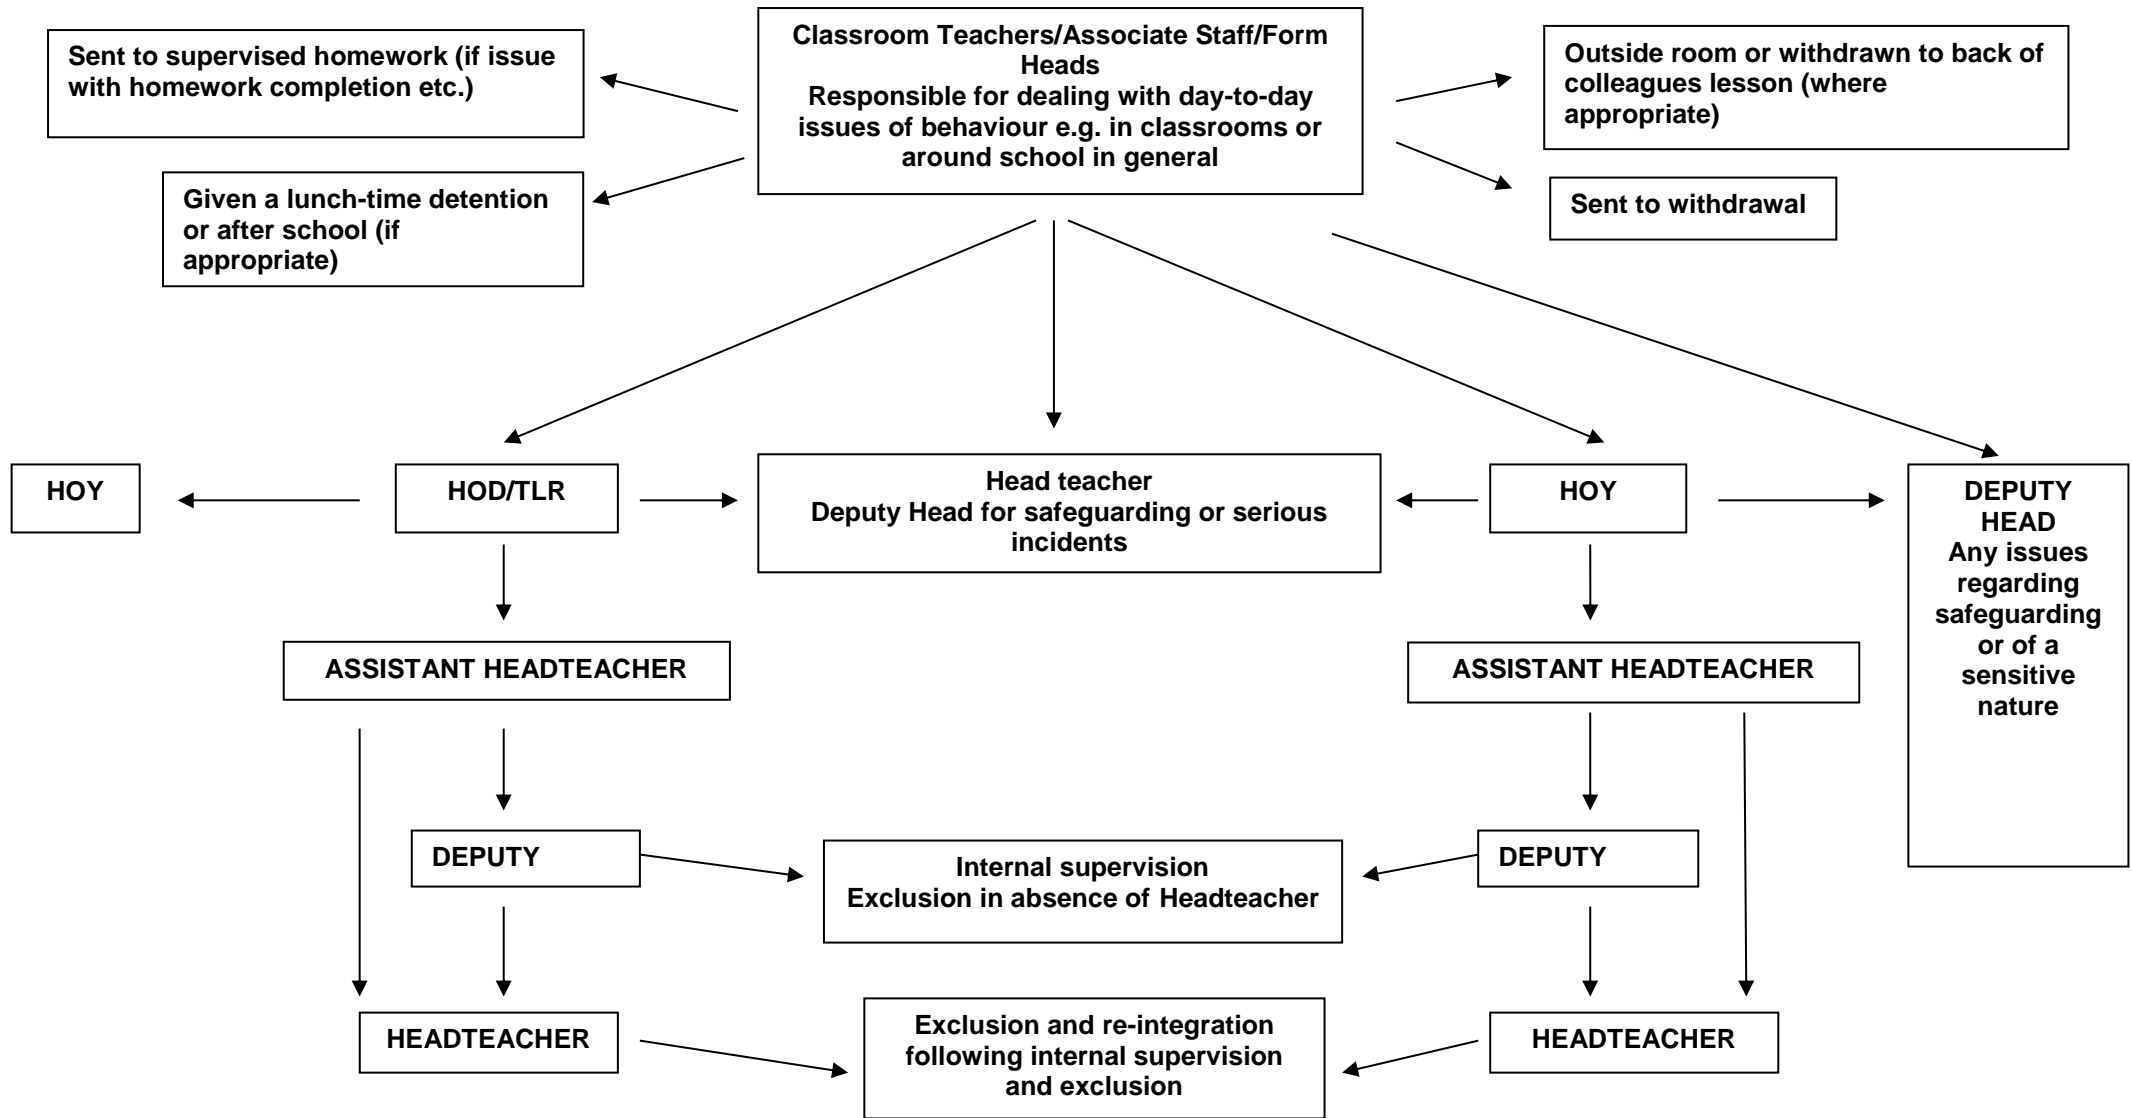 Classroom Teachers/Associate Staff/Form
Heads
Responsible for dealing with day-to-day
issues of behaviour e.g. in classrooms or
around school in general
Sent to supervised homework (if issue
with homework completion etc.)
Outside room or withdrawn to back of
colleagues lesson (where
appropriate)
Given a lunch-time detention
or after school (if
appropriate)
Sent to withdrawal
HOY
HOD/TLR
Head teacher
Deputy Head for safeguarding or serious
incidents
HOY
DEPUTY
HEAD
Any issues
regarding
safeguarding
or of a
sensitive
nature
ASSISTANT HEADTEACHER
ASSISTANT HEADTEACHER
DEPUTY
Internal supervision
Exclusion in absence of Headteacher
DEPUTY
HEADTEACHER
Exclusion and re-integration
following internal supervision
and exclusion
HEADTEACHER